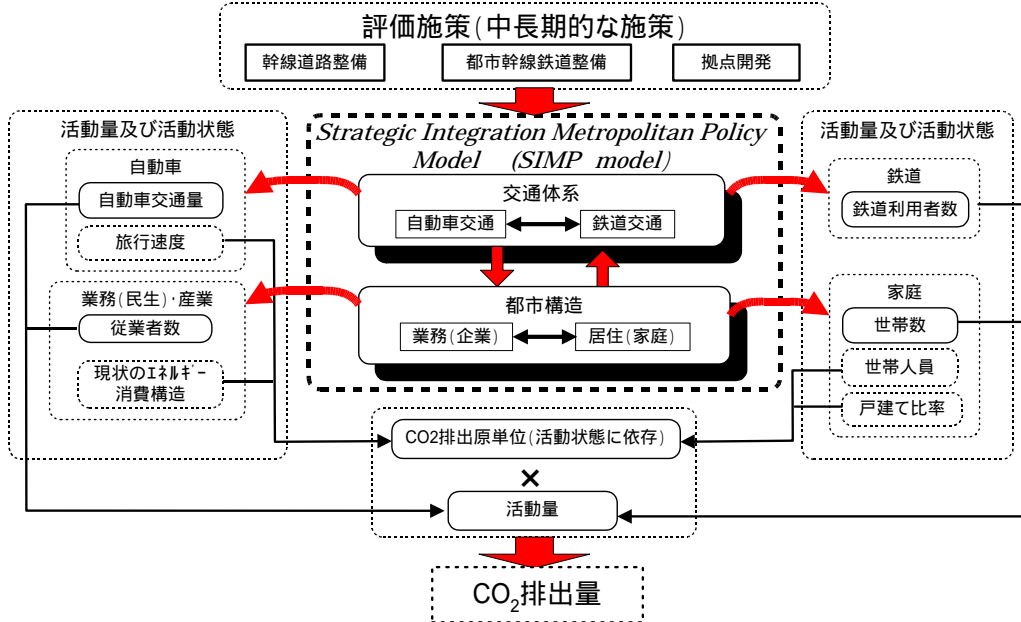 評価施策(中長期的な施策)
幹線道路整備
都市幹線鉄道整備
拠点開発
活動量及び活動状態
自動車
自動車交通量
旅行速度
業務(民生)・産業
従業者数
現状のエネルギー
消費構造
Strategic Integration Metropolitan Policy
Model (SIMP model)
交通体系
自動車交通
鉄道交通
都市構造
業務(企業)
居住(家庭)
活動量及び活動状態
鉄道
鉄道利用者数
家庭
世帯数
世帯人員
戸建て比率
CO2排出原単位(活動状態に依存)
×
活動量
CO₂排出量